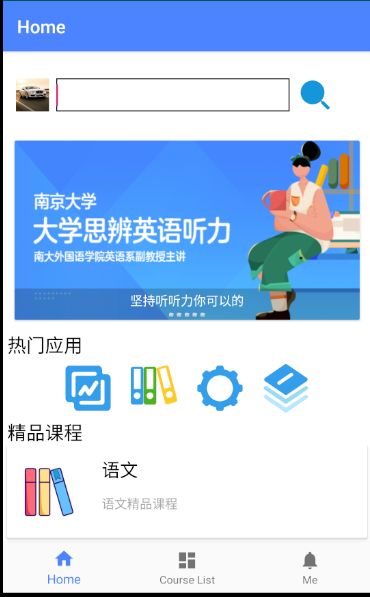 Home
南京大学
大学思辨英语听力
南大外国语学院英语系副教授主讲
坚持听听力你可以的
热门应用
精品课程
语文
语文精品课程
Home
Course List
Me